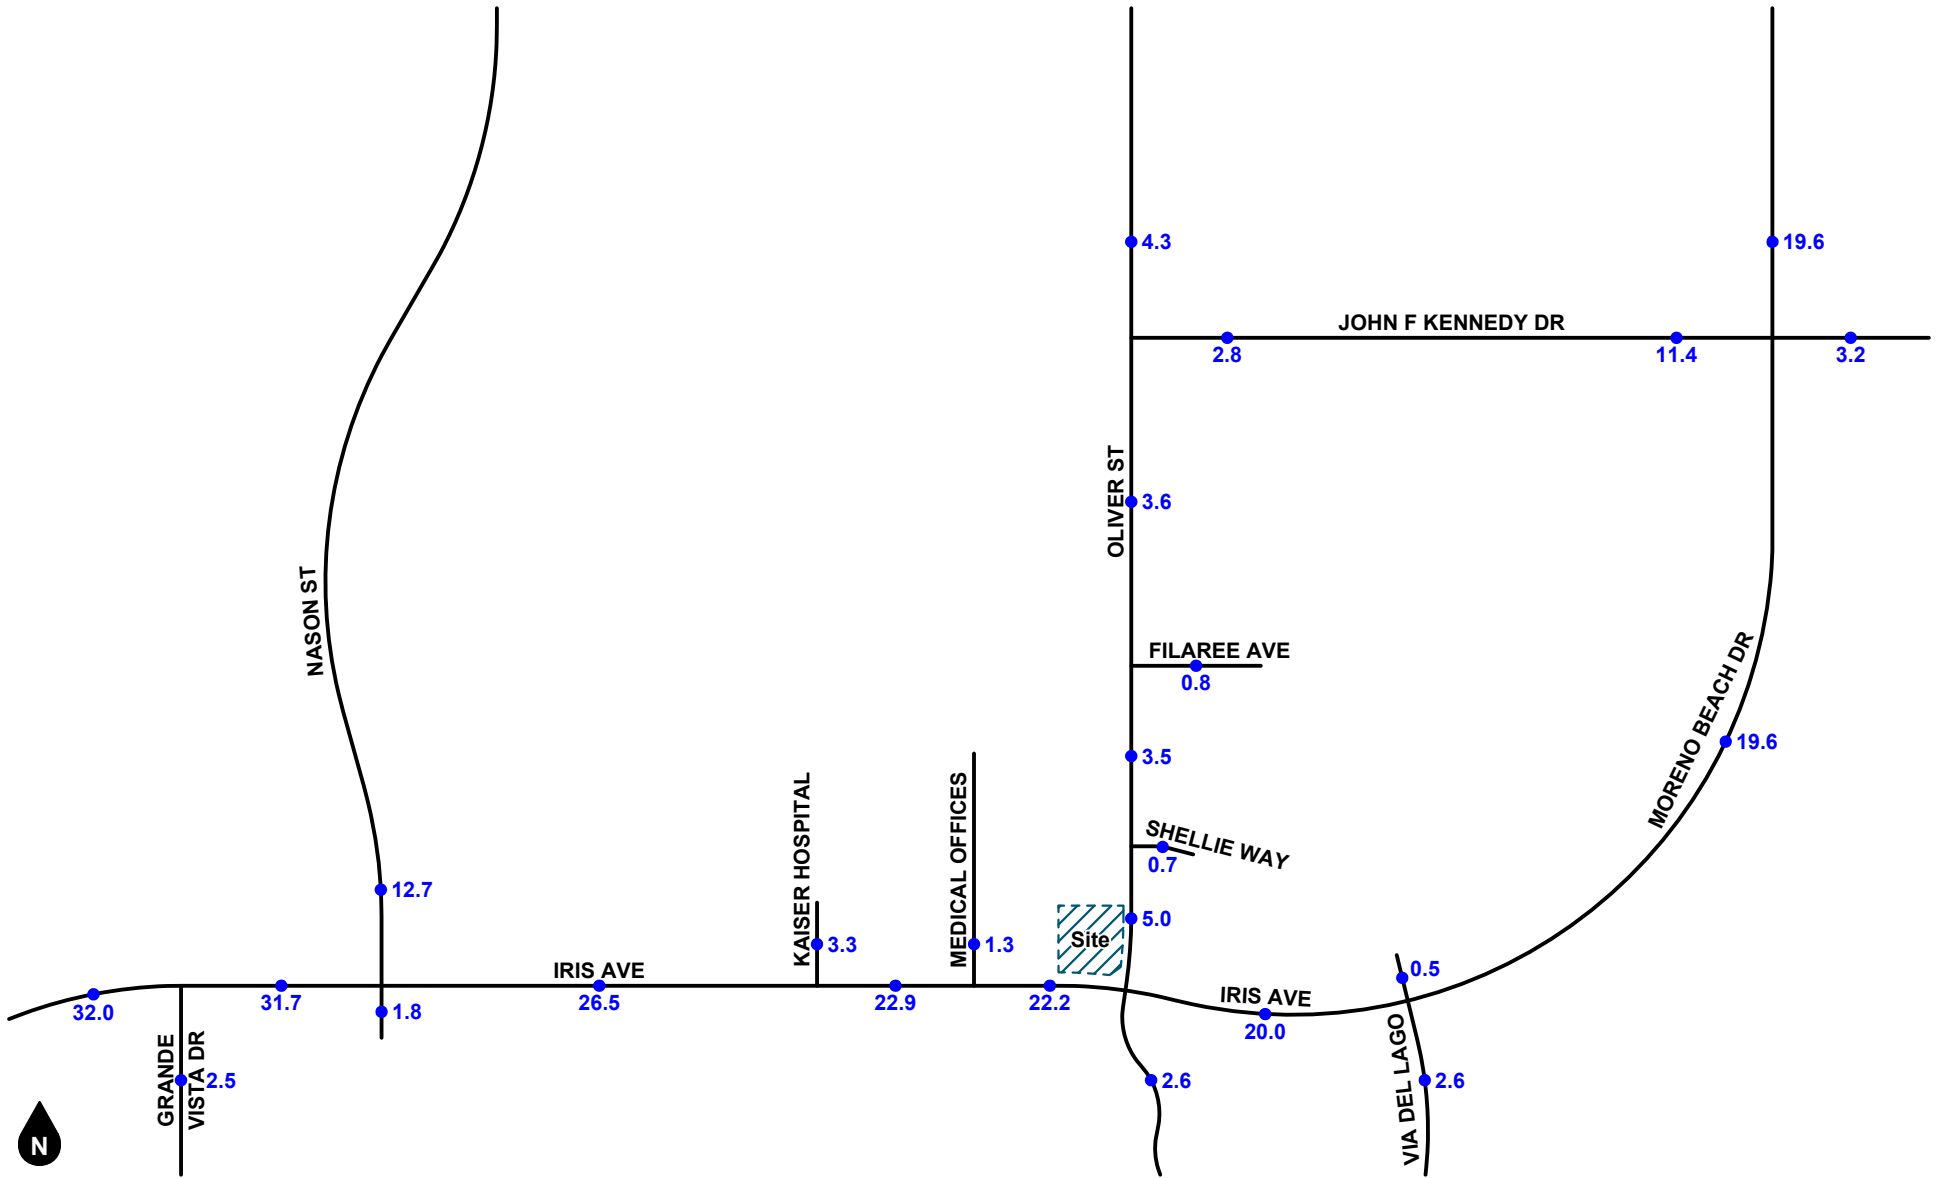 4.3
19.6
JOHN F KENNEDY DR
2.8
11.4
3.2
OLIVER ST
3.6
NASON ST
FILAREE AVE
0.8
MORENO BEACH DR
19.6
3.5
SHELLIE WAY
0.7
KAISER HOSPITAL
MEDICAL OFFICES
12.7
5.0
Site
3.3
1.3
IRIS AVE
0.5
32.0
31.7
1.8
26.5
22.9
22.2
IRIS AVE
20.0
GRANDE
VISTA DR
2.5
2.6
VIA DEL LAGO
2.6
N